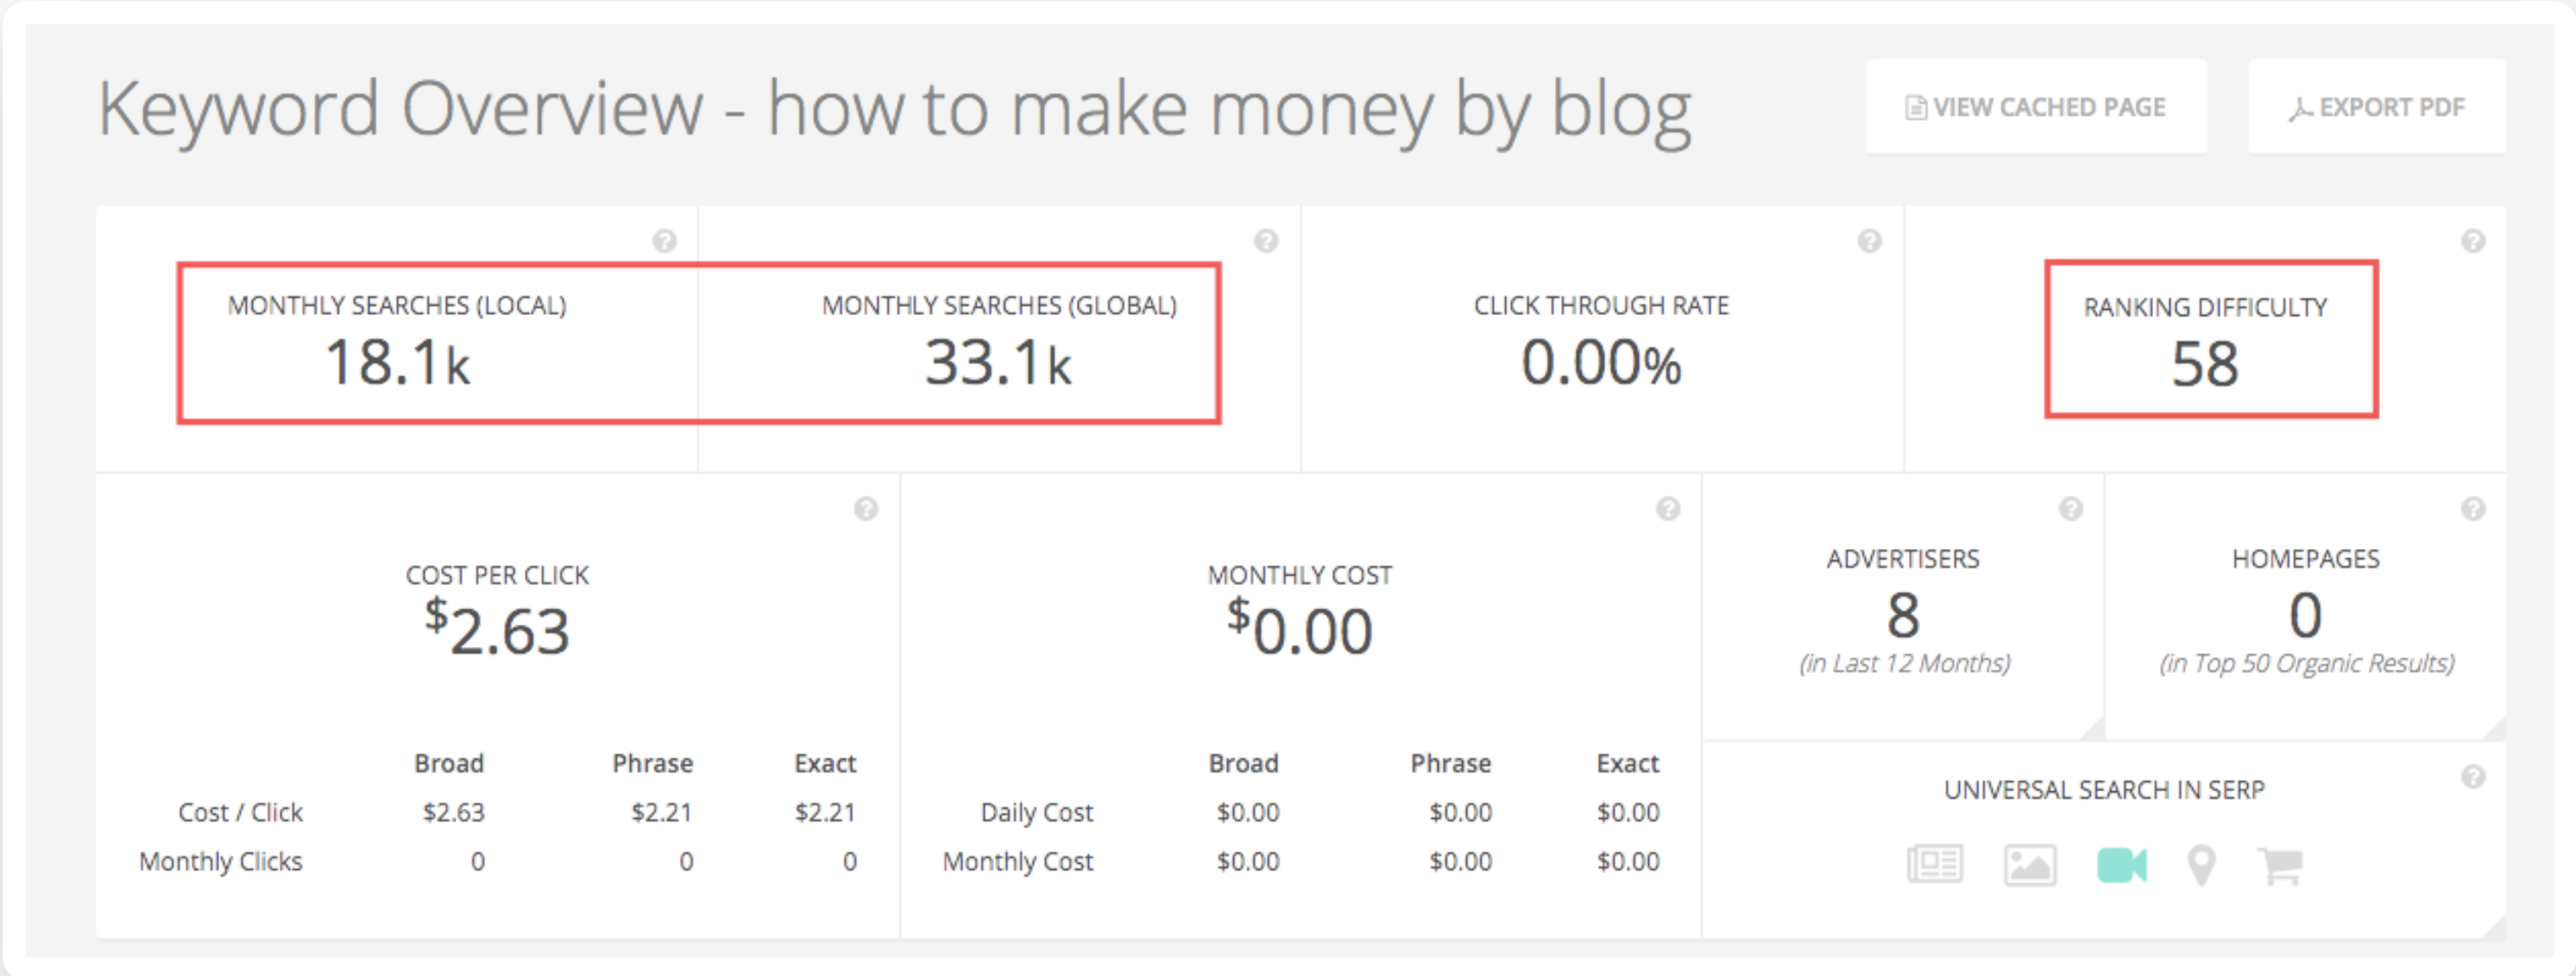 Keyword Overview - how to make money by blog
VIEW CACHED PAGE
EXPORT PDF
MONTHLY SEARCHES (LOCAL)
18.1k
MONTHLY SEARCHES (GLOBAL)
33.1k
CLICK THROUGH RATE
0.00%
RANKING DIFFICULTY
58
COST PER CLICK
$2.63
Broad Phrase Exact
Cost / Click $2.63 $2.21 $2.21
Monthly Clicks 0 0 0
MONTHLY COST
$0.00
Broad Phrase Exact
Daily Cost $0.00 $0.00 $0.00
Monthly Cost $0.00 $0.00 $0.00
ADVERTISERS
8
(in Last 12 Months)
HOMEPAGES
0
(in Top 50 Organic Results)
UNIVERSAL SEARCH IN SERP